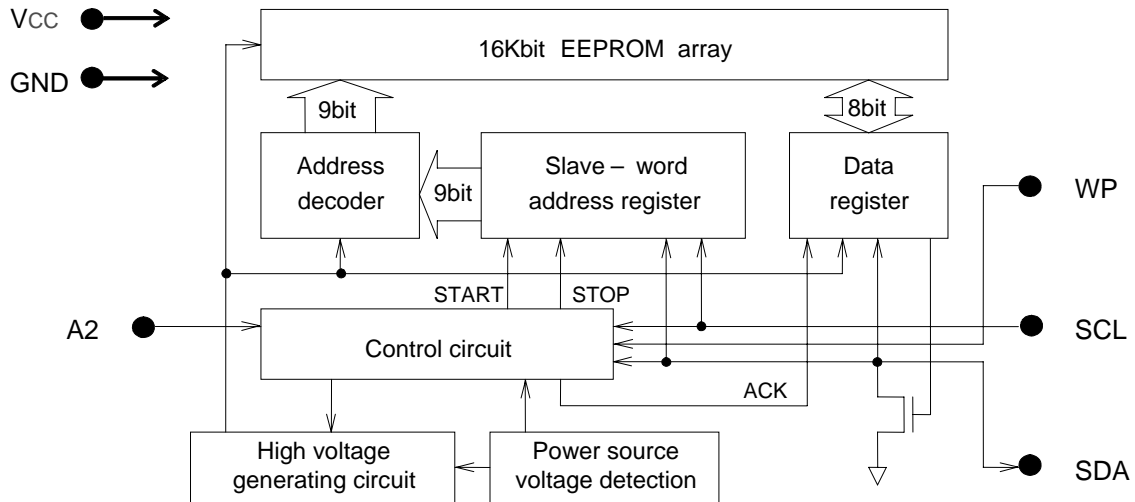 VCC
GND
16Kbit EEPROM array
9bit
8bit
Address
decoder
9bit
Slave – word
address register
Data
register
WP
START
STOP
A2
Control circuit
SCL
ACK
High voltage
generating circuit
Power source
voltage detection
SDA